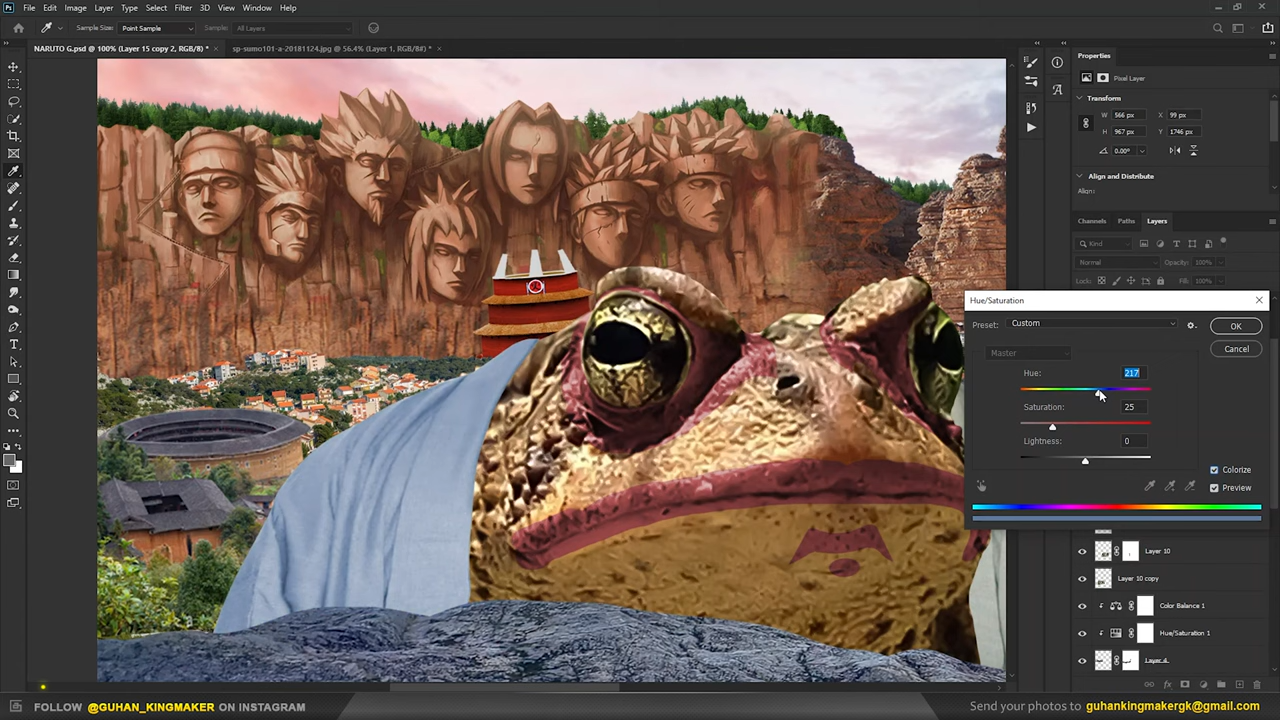 Ps File Edit Image Layer Type Select Filter 3D View Window Help
Sample Size: Point Sample Sample: All Layers
NARUTO G.psd @ 100% (Layer 15 copy 2, RGB/8) * × sp-sumo101-a-20181124.jpg @ 56.4% (Layer 1, RGB/8#) * ×
Properties
Pixel Layer
Transform
W 566 px X 99 px
H 967 px Y 1746 px
0.00°
Align and Distribute
Align:
Channels Paths Layers
Kind
Normal Opacity: 100%
Lock: Fill: 100%
Hue/Saturation
Preset: Custom OK
Master Cancel
Hue: 217
Saturation: 25
Lightness: 0
Colorize
Preview
Layer 10
Layer 10 copy
Color Balance 1
Hue/Saturation 1
FOLLOW @GUHAN_KINGMAKER ON INSTAGRAM
Send your photos to guhankingmakergk@gmail.com